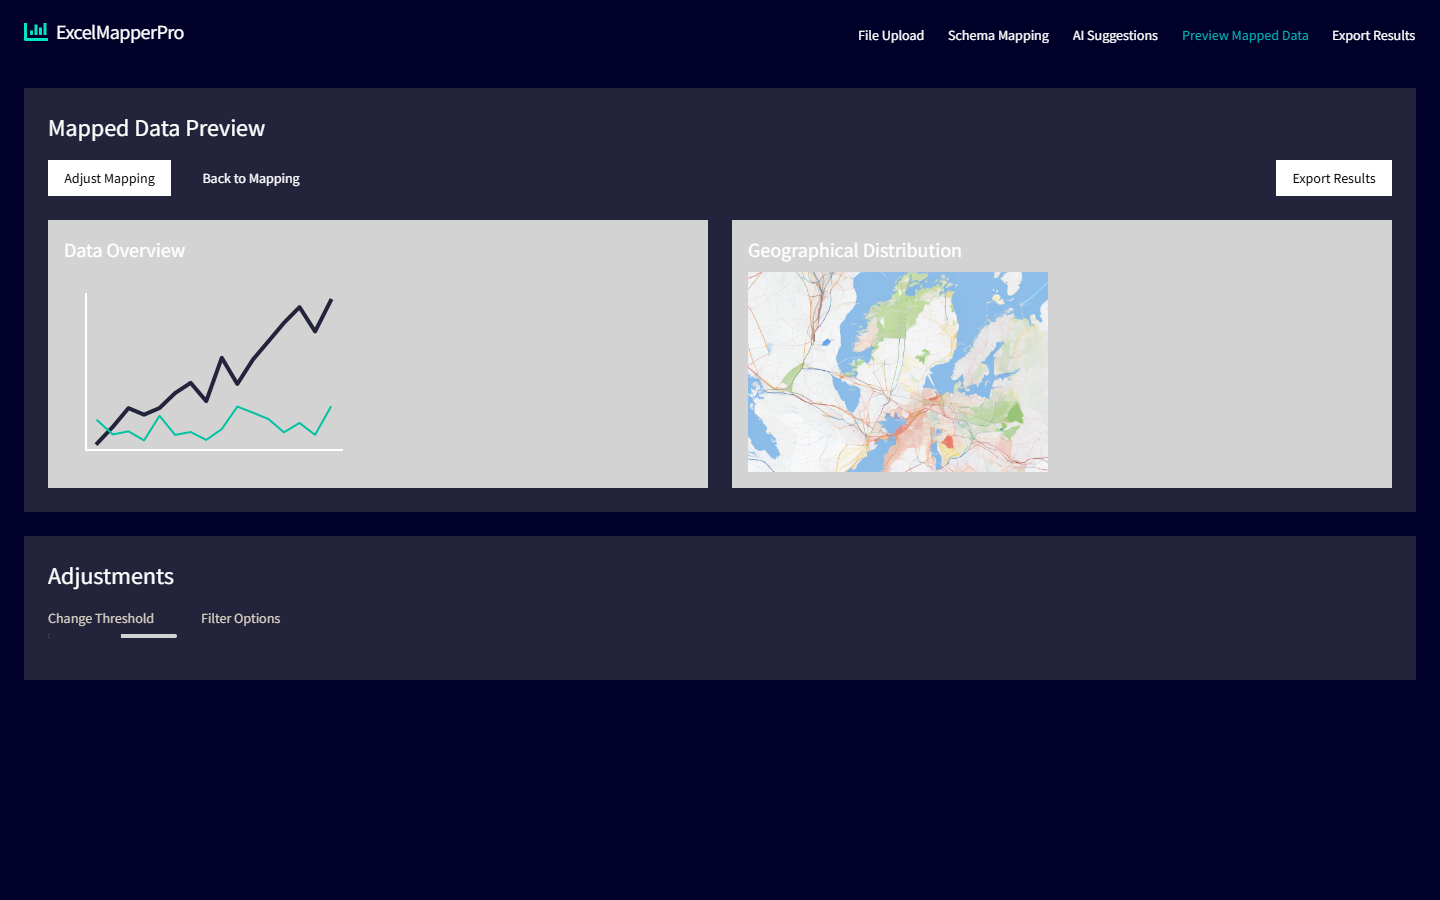 ExcelMapperPro
File Upload
Schema Mapping
AI Suggestions
Preview Mapped Data
Export Results
Mapped Data Preview
Adjust Mapping
Back to Mapping
Export Results
Data Overview
Geographical Distribution
Adjustments
Change Threshold
Filter Options